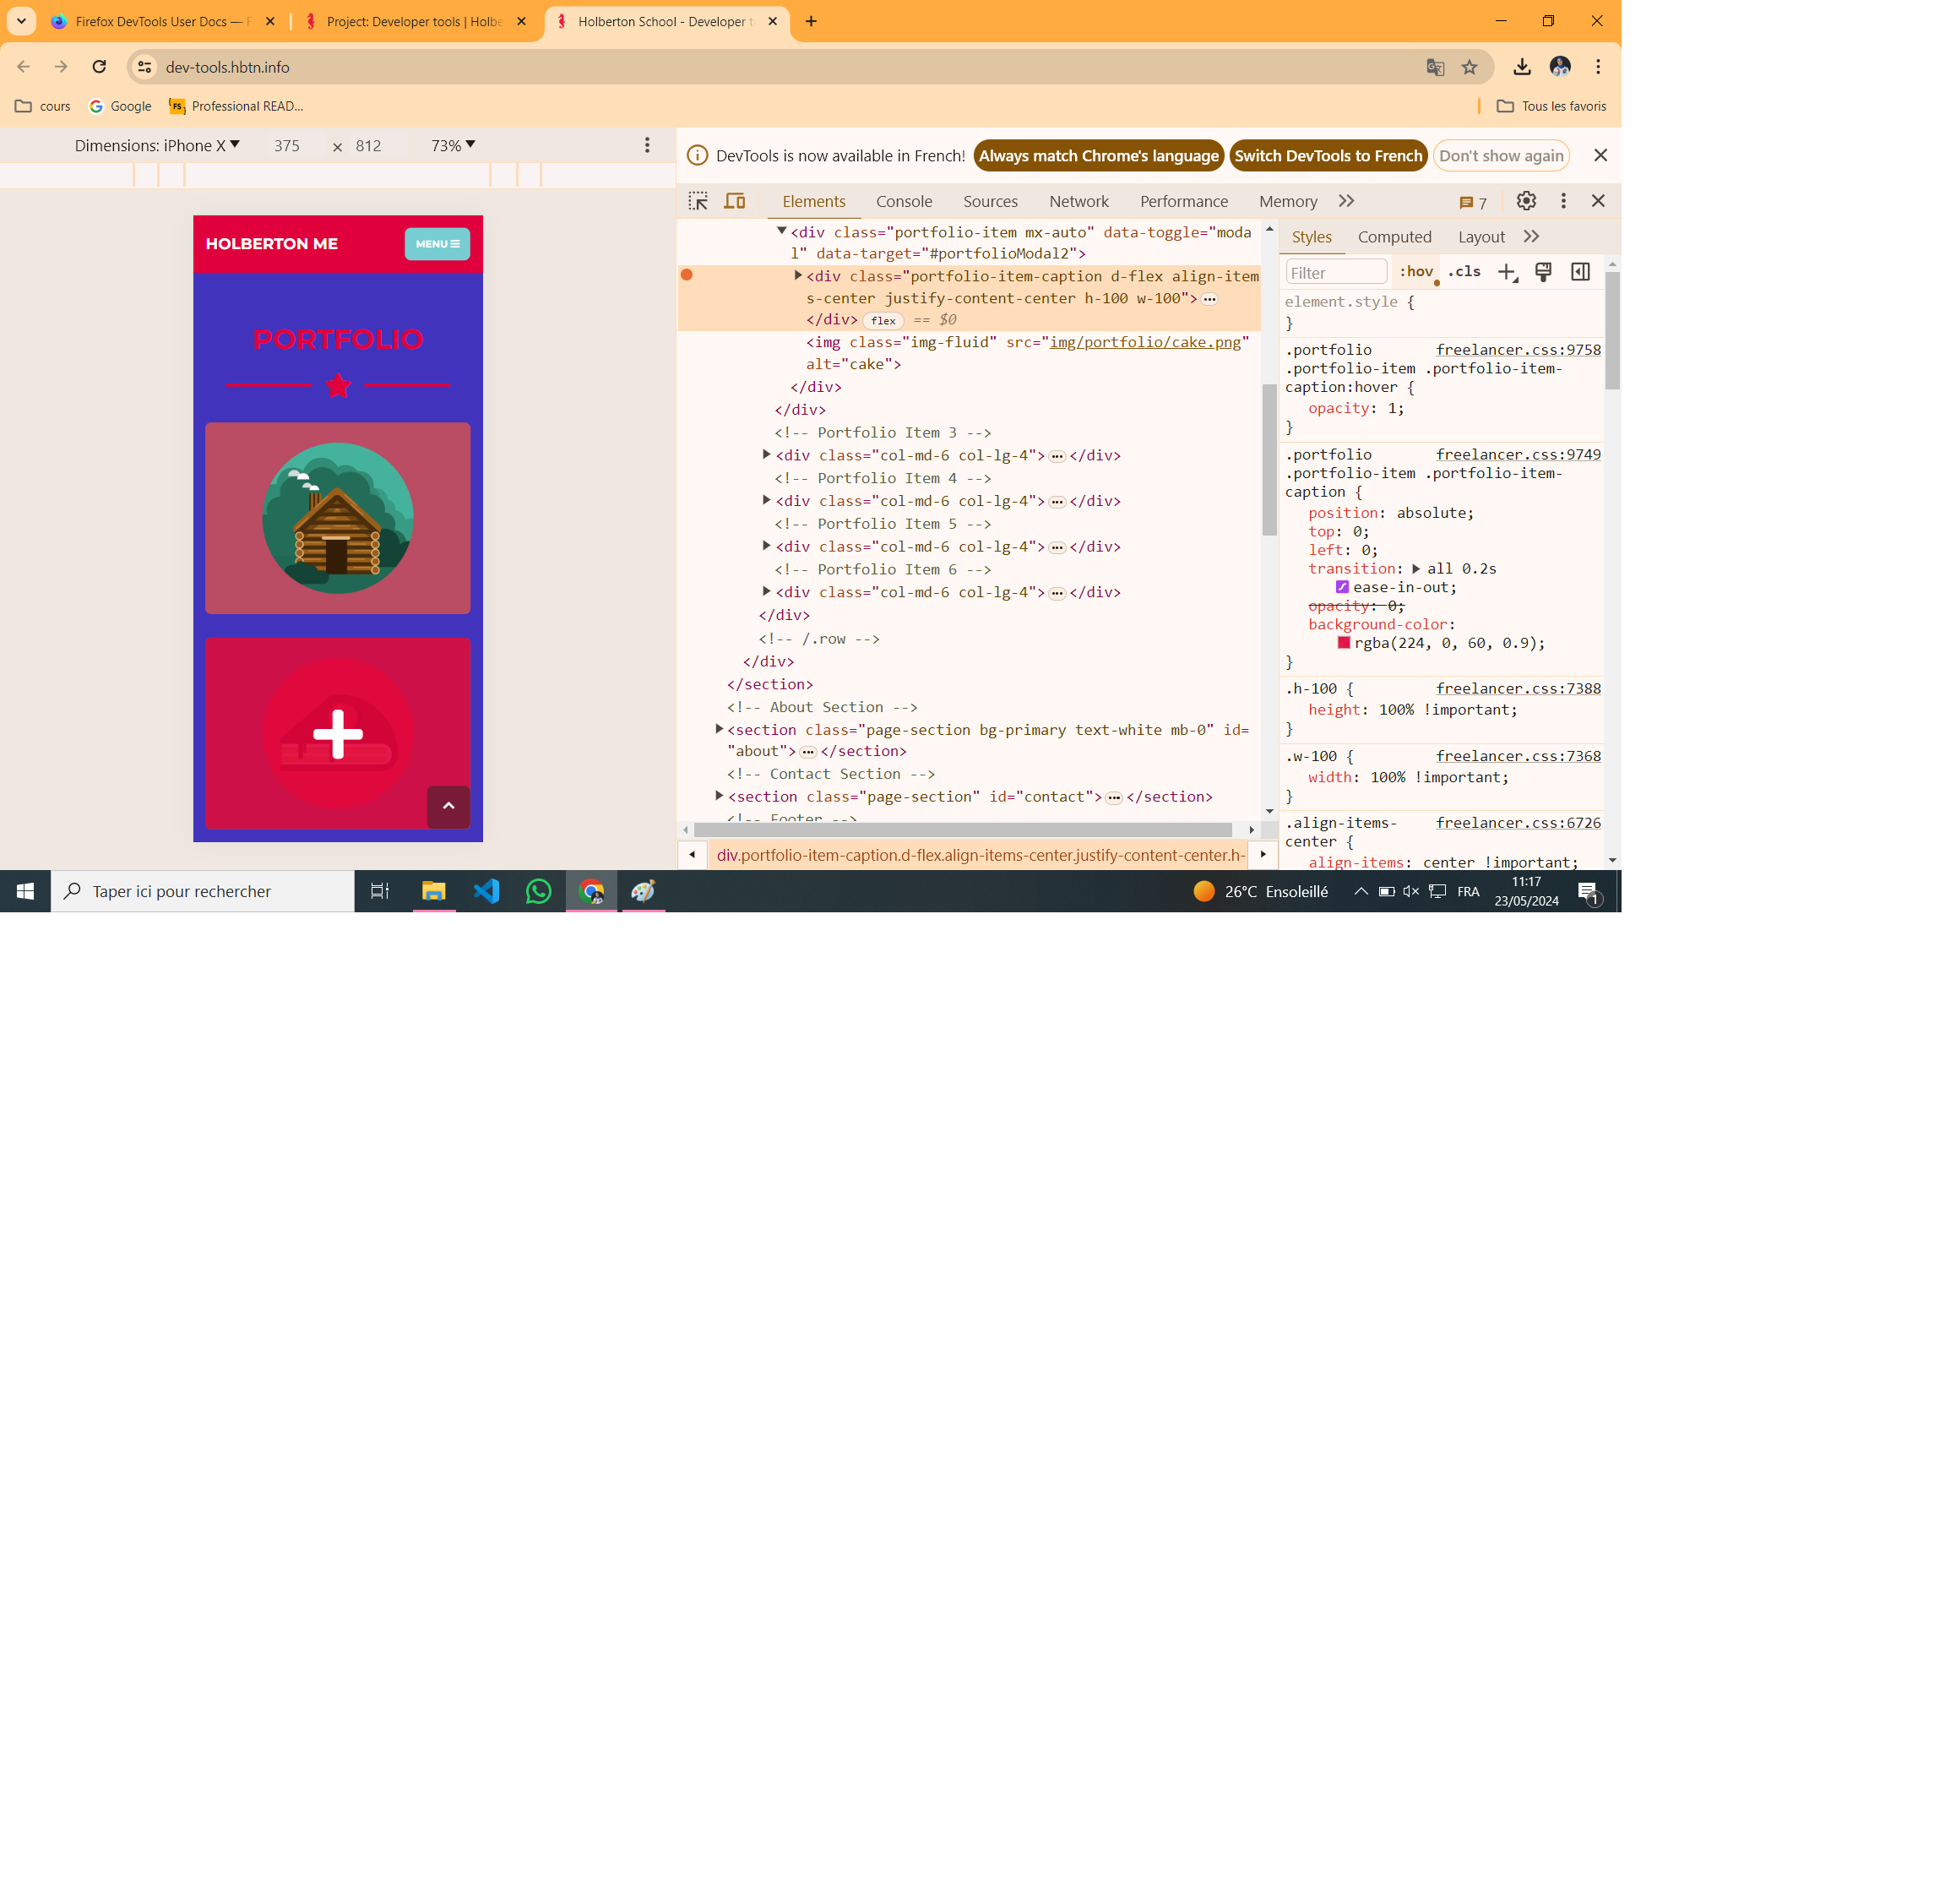 Firefox DevTools User Docs —
Project: Developer tools | Holbe
Holberton School - Developer t
dev-tools.hbtn.info
cours
Google
Professional READ...
Tous les favoris
Dimensions: iPhone X
375 × 812
73%
DevTools is now available in French!
Always match Chrome's language
Switch DevTools to French
Don't show again
Elements
Console
Sources
Network
Performance
Memory
7
HOLBERTON ME
MENU
PORTFOLIO
<div class="portfolio-item mx-auto" data-toggle="moda
l" data-target="#portfolioModal2">
<div class="portfolio-item-caption d-flex align-item
s-center justify-content-center h-100 w-100">
</div> flex == $0
<img class="img-fluid" src="img/portfolio/cake.png"
alt="cake">
</div>
</div>
<!-- Portfolio Item 3 -->
<div class="col-md-6 col-lg-4"> ••• </div>
<!-- Portfolio Item 4 -->
<div class="col-md-6 col-lg-4"> ••• </div>
<!-- Portfolio Item 5 -->
<div class="col-md-6 col-lg-4"> ••• </div>
<!-- Portfolio Item 6 -->
<div class="col-md-6 col-lg-4"> ••• </div>
</div>
<!-- /.row -->
</div>
</section>
<!-- About Section -->
<section class="page-section bg-primary text-white mb-0" id=
"about"> ••• </section>
<!-- Contact Section -->
<section class="page-section" id="contact"> ••• </section>
<!-- Footer -->
div.portfolio-item-caption.d-flex.align-items-center.justify-content-center.h-
Styles
Computed
Layout
Filter
:hov
.cls
element.style {
}
.portfolio freelancer.css:9758
.portfolio-item .portfolio-item-
caption:hover {
opacity: 1;
}
.portfolio freelancer.css:9749
.portfolio-item .portfolio-item-
caption {
position: absolute;
top: 0;
left: 0;
transition: all 0.2s
ease-in-out;
opacity: 0;
background-color:
rgba(224, 0, 60, 0.9);
}
.h-100 { freelancer.css:7388
height: 100% !important;
}
.w-100 { freelancer.css:7368
width: 100% !important;
}
.align-items- freelancer.css:6726
center {
align-items: center !important;
Taper ici pour rechercher
26°C Ensoleillé
FRA
11:17
23/05/2024
1